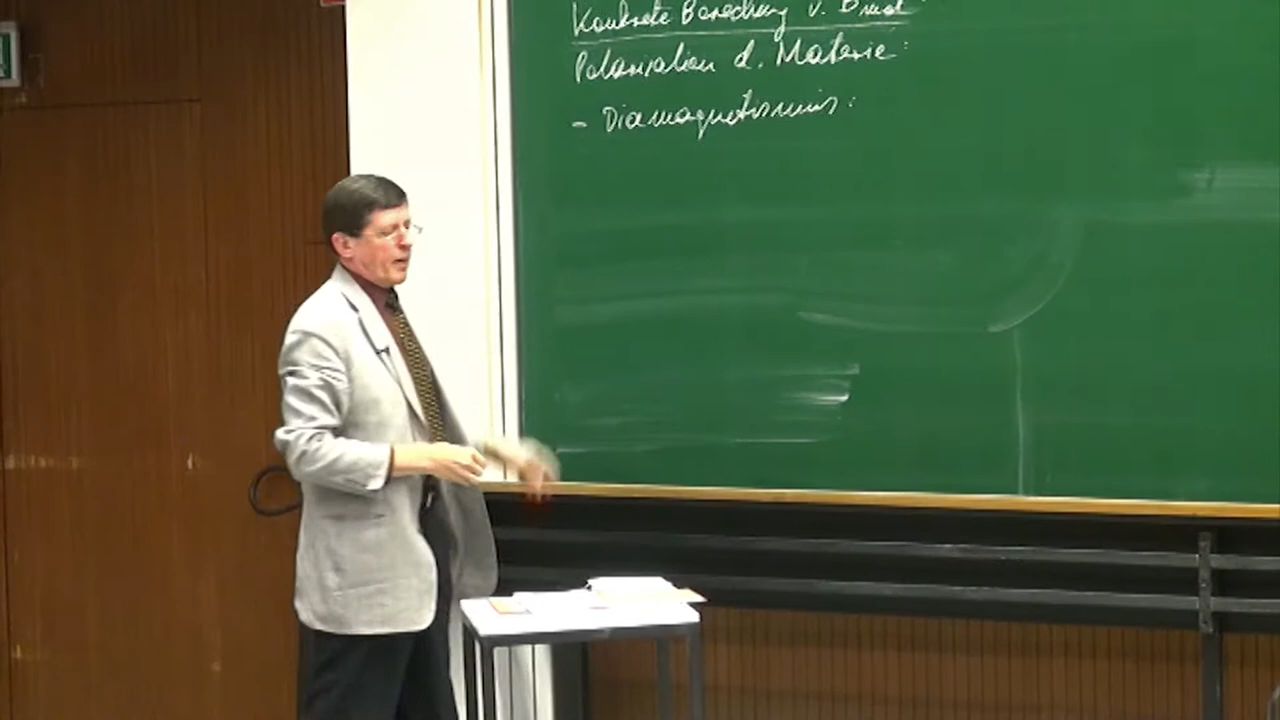 Konkrete Berechnung v. B
Polarisation d. Materie:
- Diamagnetismus: